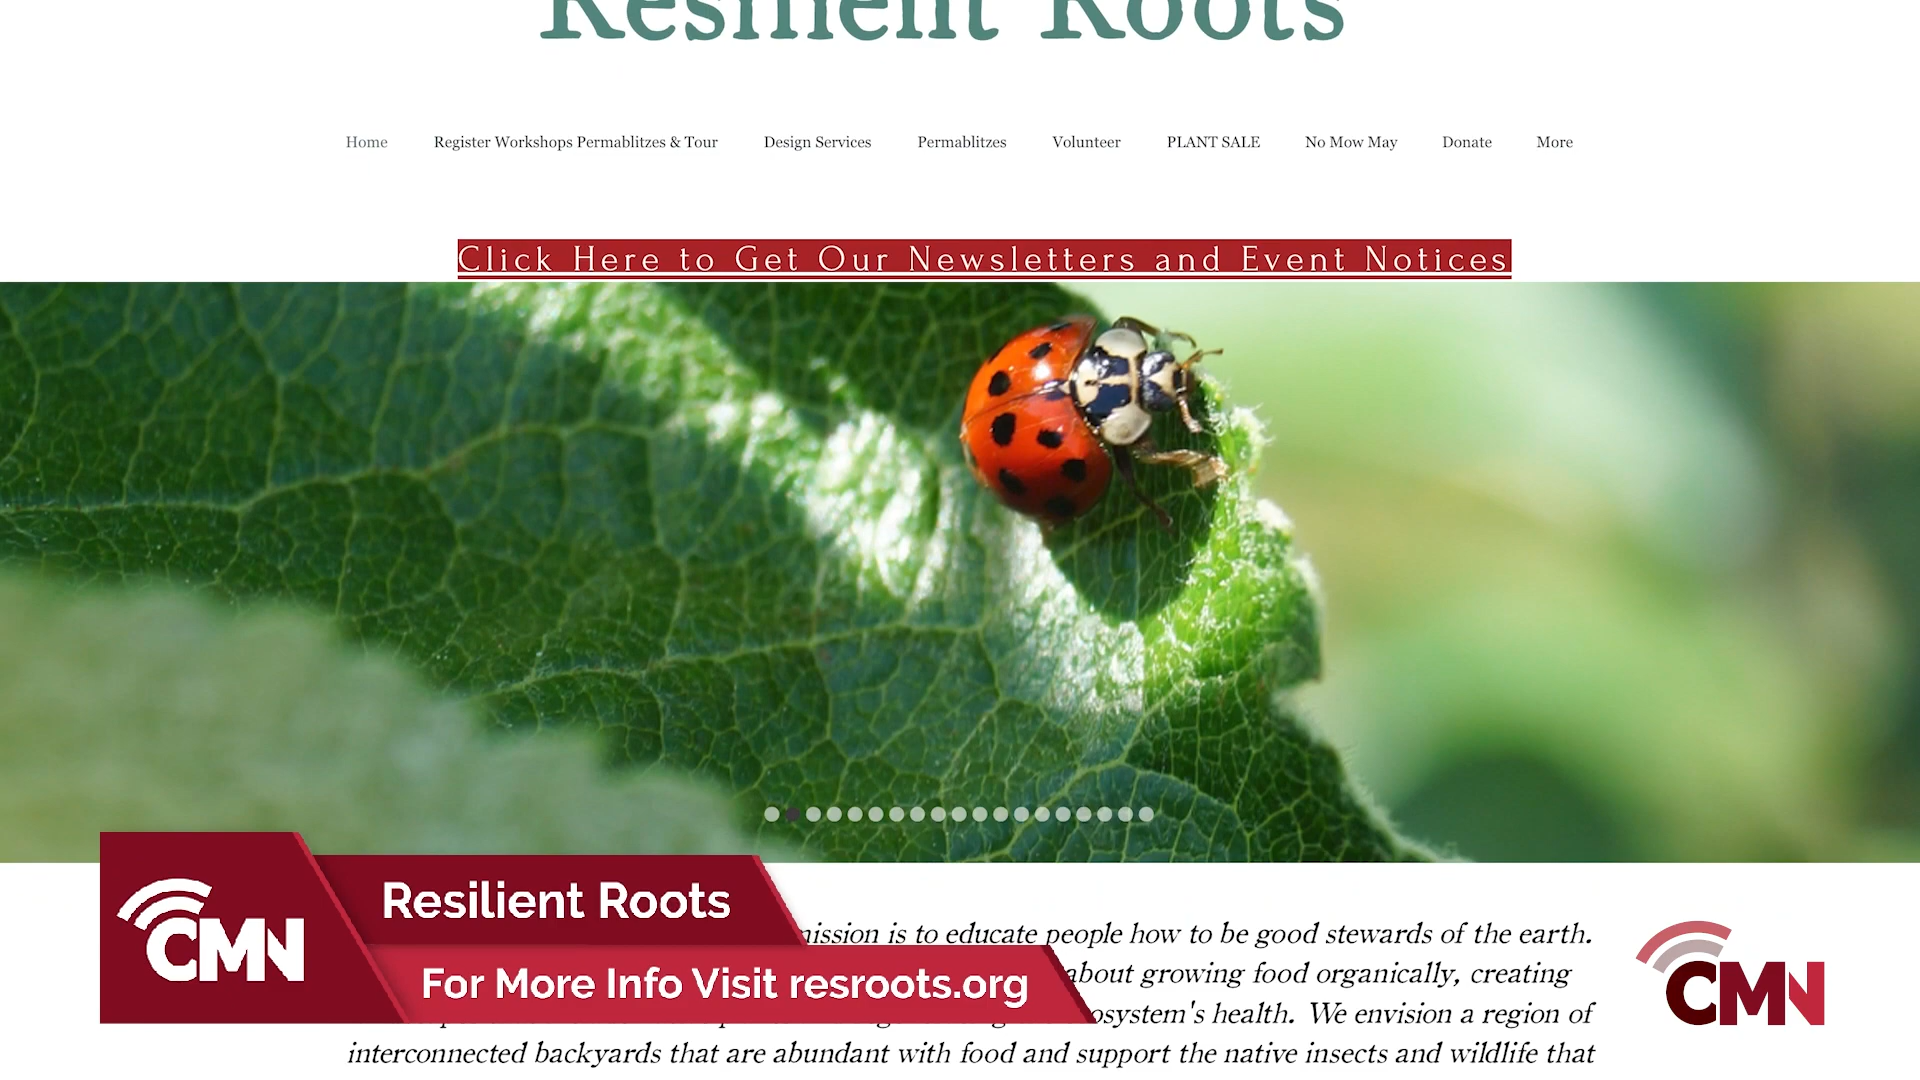 Resilient Roots
Home Register Workshops Permablitzes & Tour Design Services Permablitzes Volunteer PLANT SALE No Mow May Donate More
Click Here to Get Our Newsletters and Event Notices
CMN
Resilient Roots
For More Info Visit resroots.org
mission is to educate people how to be good stewards of the earth.
about growing food organically, creating
health. We envision a region of
interconnected backyards that are abundant with food and support the native insects and wildlife that
CMN